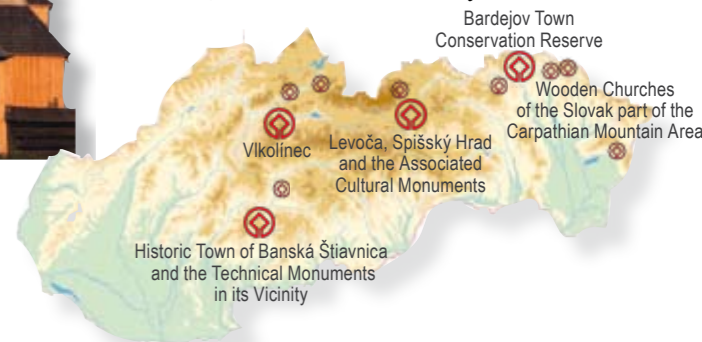 Bardejov Town
Conservation Reserve
Wooden Churches
of the Slovak part of the
Carpathian Mountain Area
Vlkolínec
Levoča, Spišský Hrad
and the Associated
Cultural Monuments
Historic Town of Banská Štiavnica
and the Technical Monuments
in its Vicinity